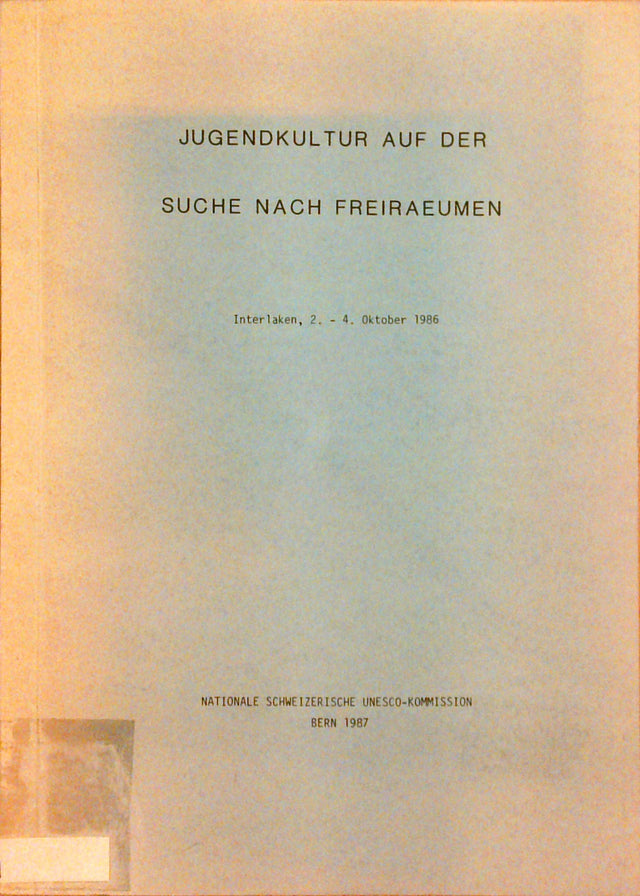 JUGENDKULTUR AUF DER
SUCHE NACH FREIRAEUMEN
Interlaken, 2. - 4. Oktober 1986
NATIONALE SCHWEIZERISCHE UNESCO-KOMMISSION
BERN 1987